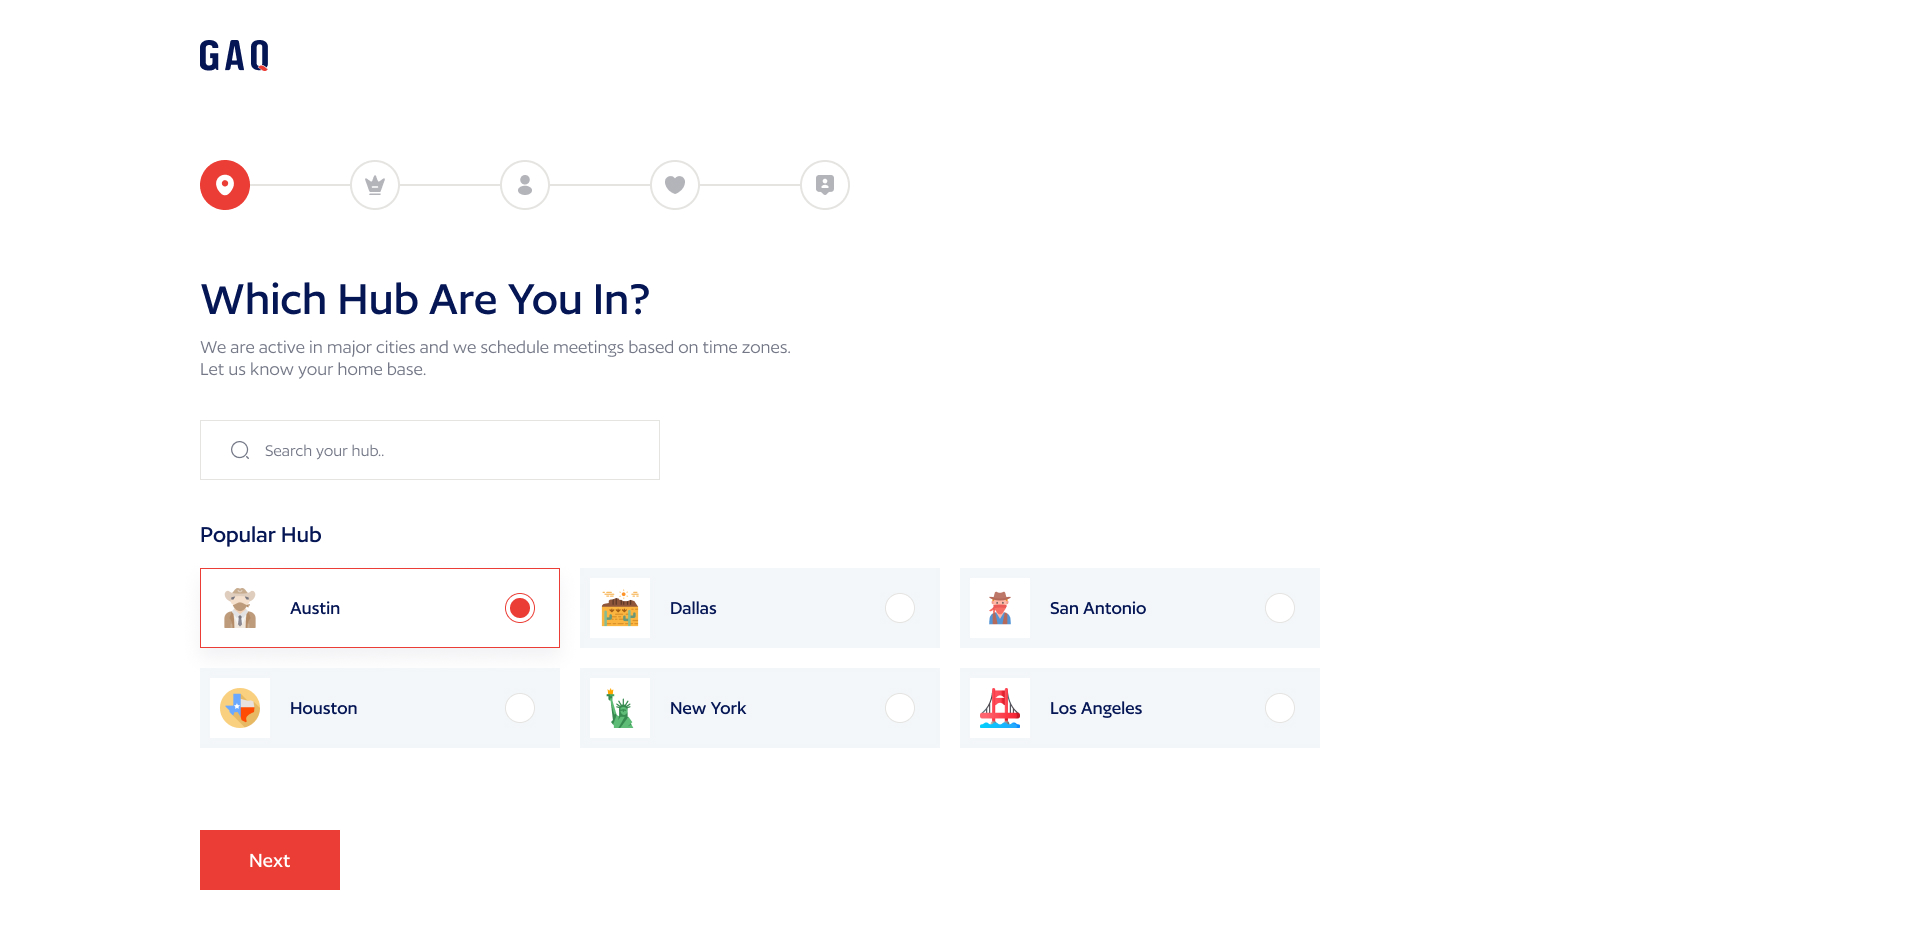 GAQ
Which Hub Are You In?
We are active in major cities and we schedule meetings based on time zones.
Let us know your home base.
Search your hub..
Popular Hub
Austin
Dallas
San Antonio
Houston
New York
Los Angeles
Next